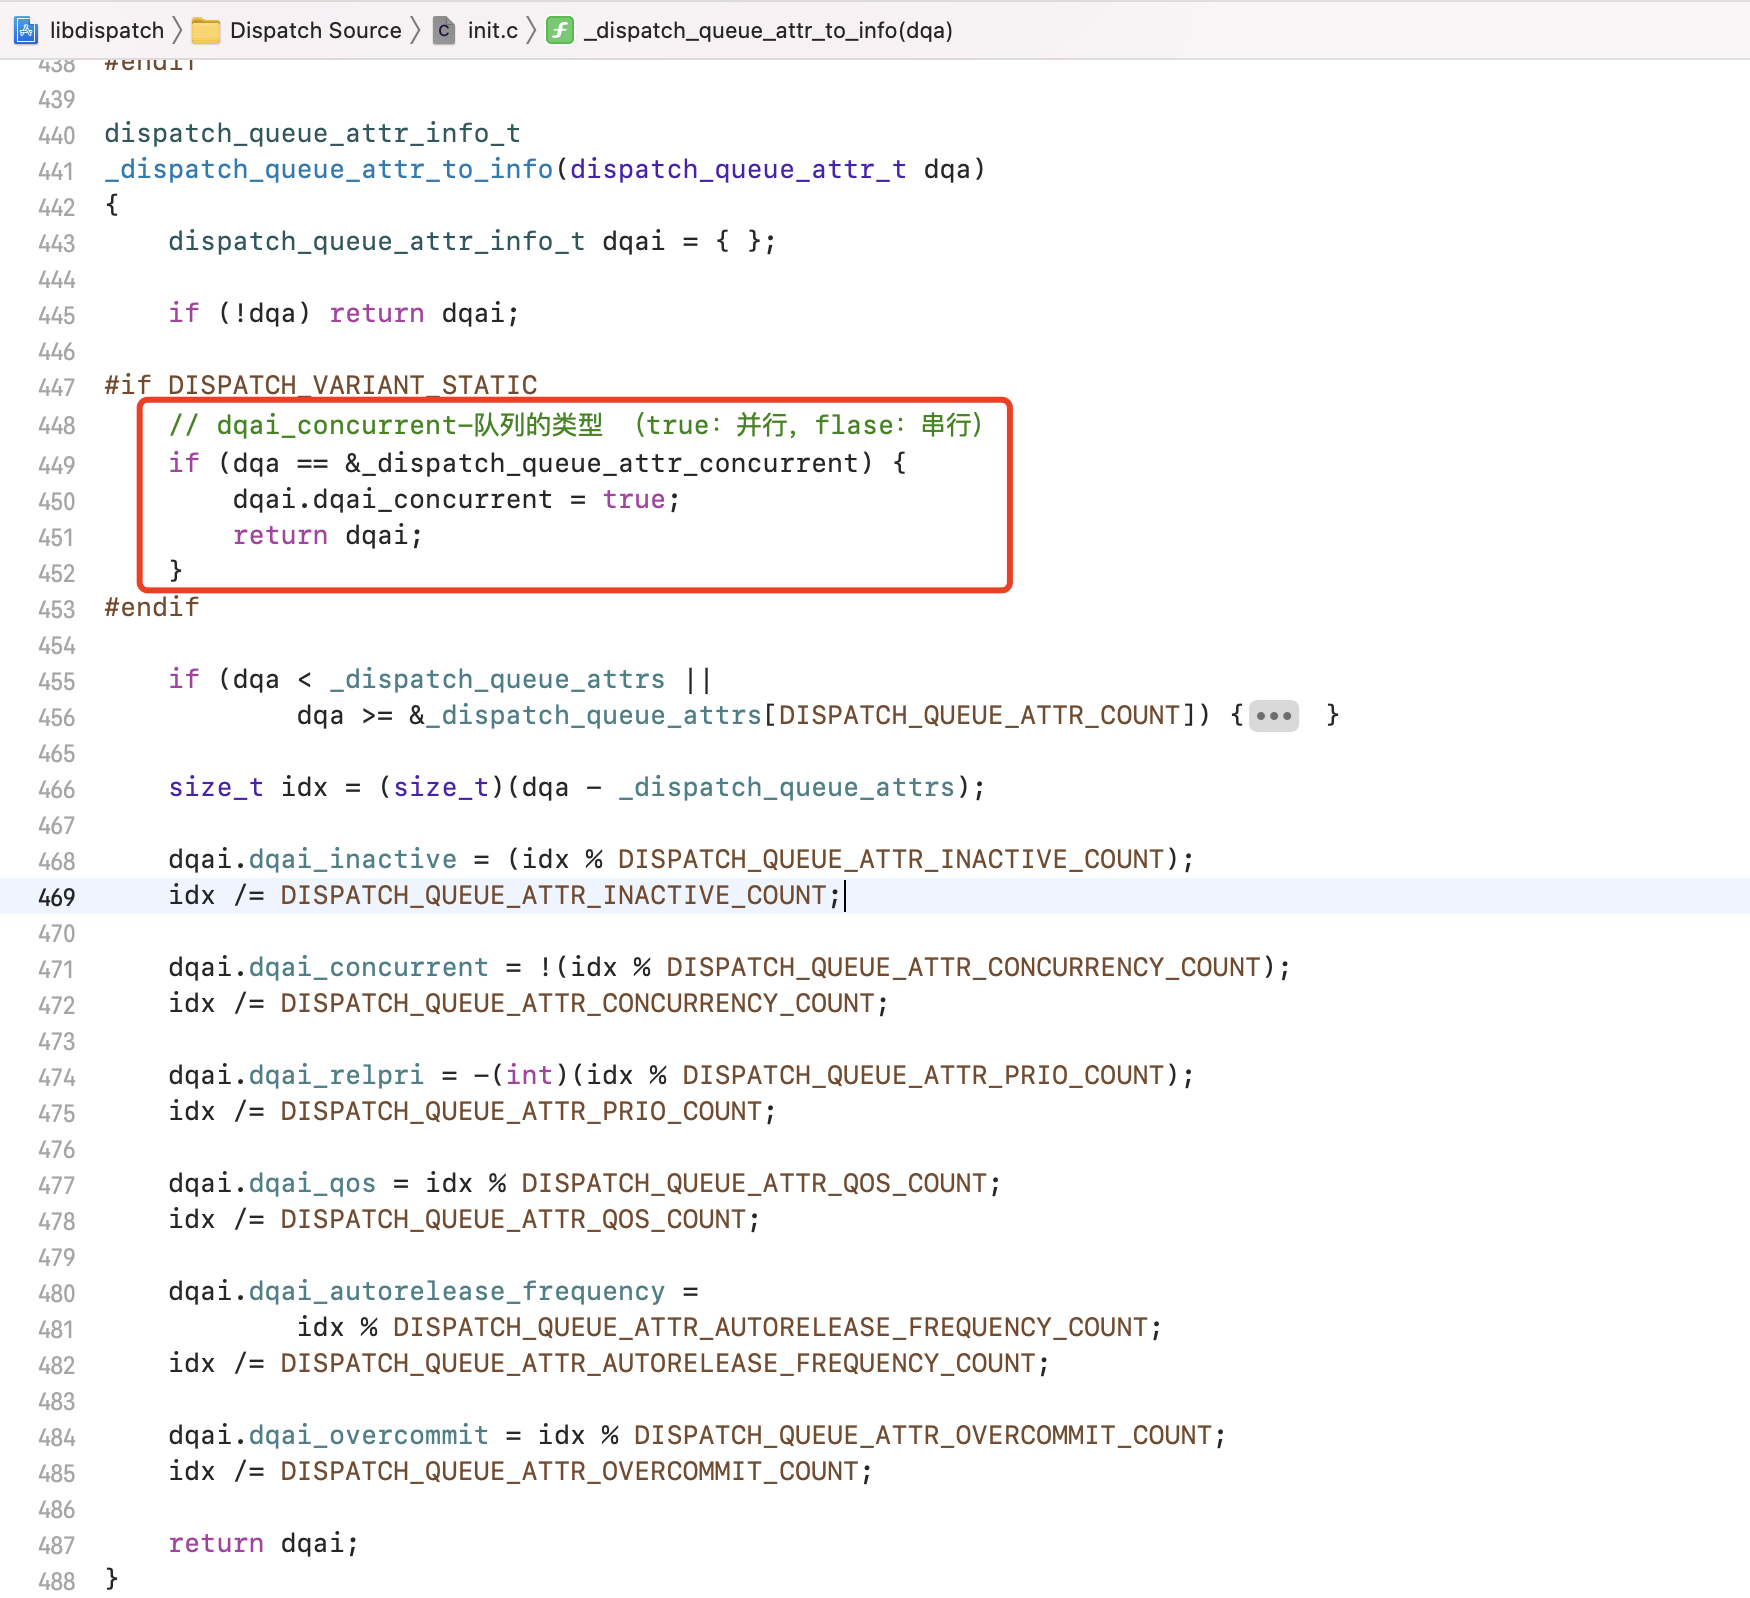 libdispatch 〉 Dispatch Source 〉 C init.c 〉 f _dispatch_queue_attr_to_info(dqa)
438 #endif
439
440 dispatch_queue_attr_info_t
441 _dispatch_queue_attr_to_info(dispatch_queue_attr_t dqa)
442 {
443     dispatch_queue_attr_info_t dqai = { };
444
445     if (!dqa) return dqai;
446
447 #if DISPATCH_VARIANT_STATIC
448     // dqai_concurrent-队列的类型 （true：并行，flase：串行）
449     if (dqa == &_dispatch_queue_attr_concurrent) {
450         dqai.dqai_concurrent = true;
451         return dqai;
452     }
453 #endif
454
455     if (dqa < _dispatch_queue_attrs ||
456             dqa >= &_dispatch_queue_attrs[DISPATCH_QUEUE_ATTR_COUNT]) {••• }
465
466     size_t idx = (size_t)(dqa - _dispatch_queue_attrs);
467
468     dqai.dqai_inactive = (idx % DISPATCH_QUEUE_ATTR_INACTIVE_COUNT);
469     idx /= DISPATCH_QUEUE_ATTR_INACTIVE_COUNT;
470
471     dqai.dqai_concurrent = !(idx % DISPATCH_QUEUE_ATTR_CONCURRENCY_COUNT);
472     idx /= DISPATCH_QUEUE_ATTR_CONCURRENCY_COUNT;
473
474     dqai.dqai_relpri = -(int)(idx % DISPATCH_QUEUE_ATTR_PRIO_COUNT);
475     idx /= DISPATCH_QUEUE_ATTR_PRIO_COUNT;
476
477     dqai.dqai_qos = idx % DISPATCH_QUEUE_ATTR_QOS_COUNT;
478     idx /= DISPATCH_QUEUE_ATTR_QOS_COUNT;
479
480     dqai.dqai_autorelease_frequency =
481             idx % DISPATCH_QUEUE_ATTR_AUTORELEASE_FREQUENCY_COUNT;
482     idx /= DISPATCH_QUEUE_ATTR_AUTORELEASE_FREQUENCY_COUNT;
483
484     dqai.dqai_overcommit = idx % DISPATCH_QUEUE_ATTR_OVERCOMMIT_COUNT;
485     idx /= DISPATCH_QUEUE_ATTR_OVERCOMMIT_COUNT;
486
487     return dqai;
488 }